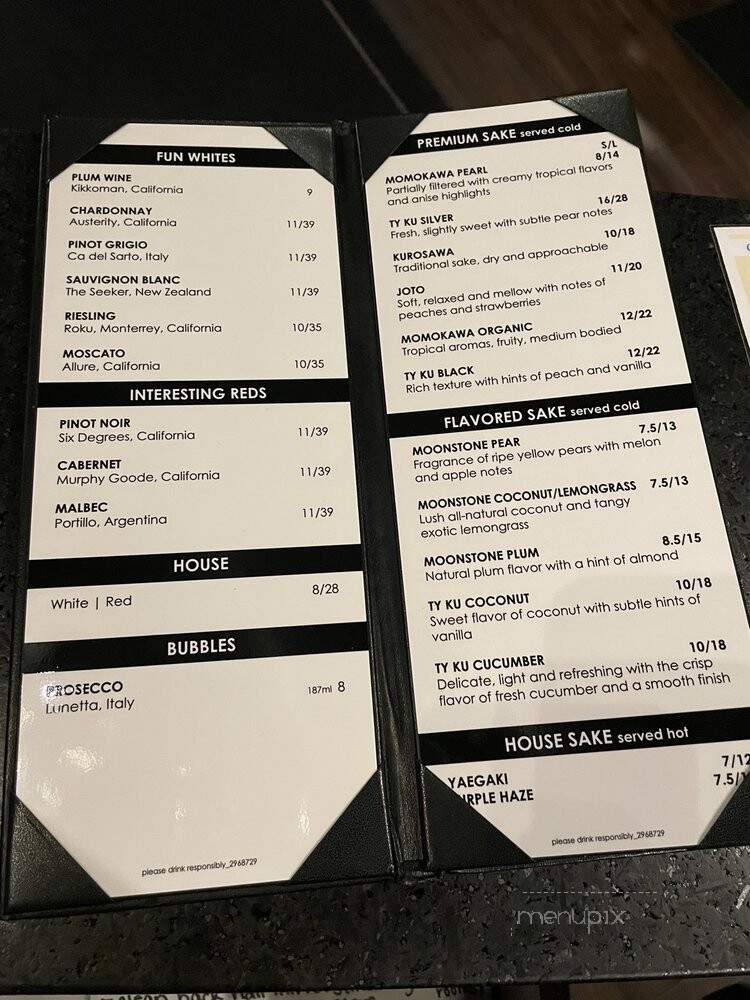 FUN WHITES
PLUM WINE
Kikkoman, California 9
CHARDONNAY
Austerity, California 11/39
PINOT GRIGIO
Ca del Sarto, Italy 11/39
SAUVIGNON BLANC
The Seeker, New Zealand 11/39
RIESLING
Roku, Monterrey, California 10/35
MOSCATO
Allure, California 10/35
INTERESTING REDS
PINOT NOIR
Six Degrees, California 11/39
CABERNET
Murphy Goode, California 11/39
MALBEC
Portillo, Argentina 11/39
HOUSE
White | Red 8/28
BUBBLES
PROSECCO 187ml 8
Lunetta, Italy
please drink responsibly_2968729
PREMIUM SAKE served cold
S/L
MOMOKAWA PEARL 8/14
Partially filtered with creamy tropical flavors
and anise highlights
TY KU SILVER 16/28
Fresh, slightly sweet with subtle pear notes
KUROSAWA 10/18
Traditional sake, dry and approachable
JOTO 11/20
Soft, relaxed and mellow with notes of
peaches and strawberries
MOMOKAWA ORGANIC 12/22
Tropical aromas, fruity, medium bodied
TY KU BLACK 12/22
Rich texture with hints of peach and vanilla
FLAVORED SAKE served cold
MOONSTONE PEAR 7.5/13
Fragrance of ripe yellow pears with melon
and apple notes
MOONSTONE COCONUT/LEMONGRASS 7.5/13
Lush all-natural coconut and tangy
exotic lemongrass
MOONSTONE PLUM 8.5/15
Natural plum flavor with a hint of almond
TY KU COCONUT 10/18
Sweet flavor of coconut with subtle hints of
vanilla
TY KU CUCUMBER 10/18
Delicate, light and refreshing with the crisp
flavor of fresh cucumber and a smooth finish
HOUSE SAKE served hot
YAEGAKI 7/12
HAZE
please drink responsibly_2968729
menupix